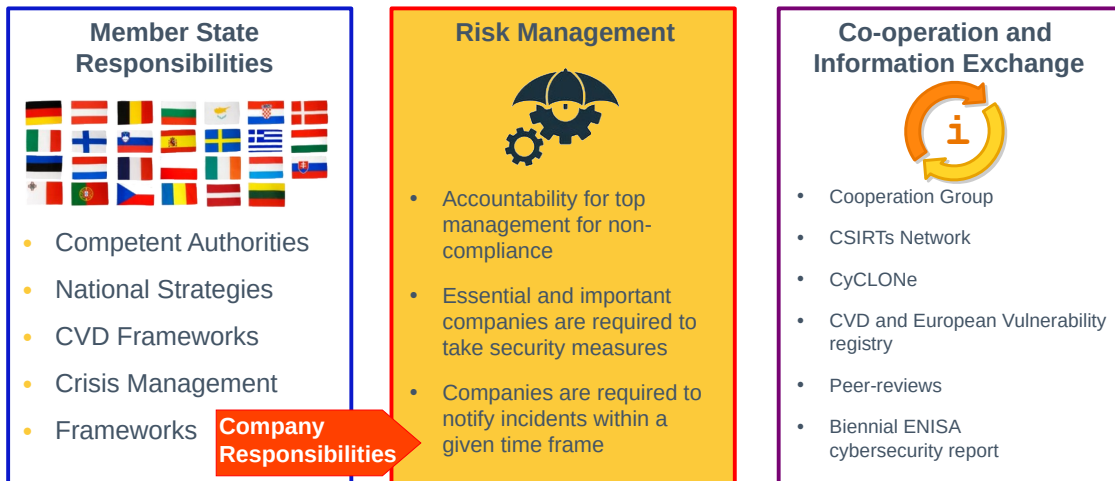 Member State
Responsibilities
• Competent Authorities
• National Strategies
• CVD Frameworks
• Crisis Management
• Frameworks
Company
Responsibilities
Risk Management
• Accountability for top
management for non-
compliance
• Essential and important
companies are required to
take security measures
• Companies are required to
notify incidents within a
given time frame
Co-operation and
Information Exchange
i
• Cooperation Group
• CSIRTs Network
• CyCLONe
• CVD and European Vulnerability
registry
• Peer-reviews
• Biennial ENISA
cybersecurity report